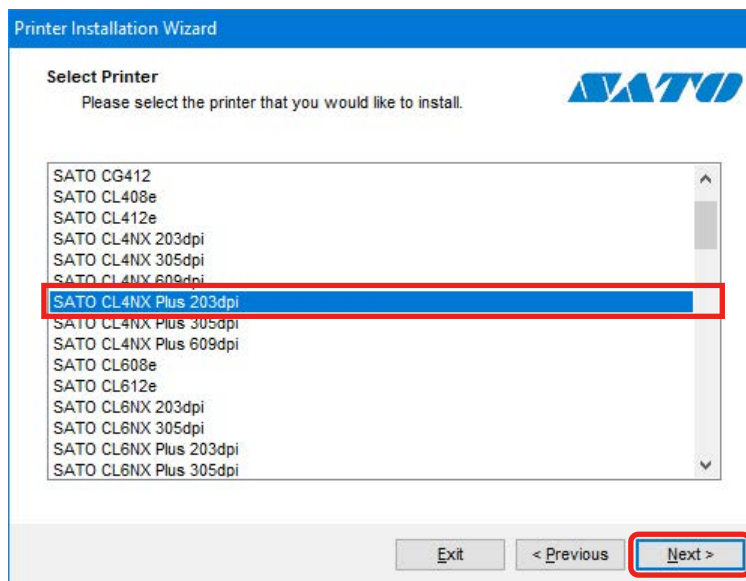 Printer Installation Wizard
Select Printer
SATO
Please select the printer that you would like to install.
SATO CG412
SATO CL408e
SATO CL412e
SATO CL4NX 203dpi
SATO CL4NX 305dpi
SATO CL4NX 609dpi
SATO CL4NX Plus 203dpi
SATO CL4NX Plus 305dpi
SATO CL4NX Plus 609dpi
SATO CL608e
SATO CL612e
SATO CL6NX 203dpi
SATO CL6NX 305dpi
SATO CL6NX Plus 203dpi
SATO CL6NX Plus 305dpi
Exit < Previous Next >